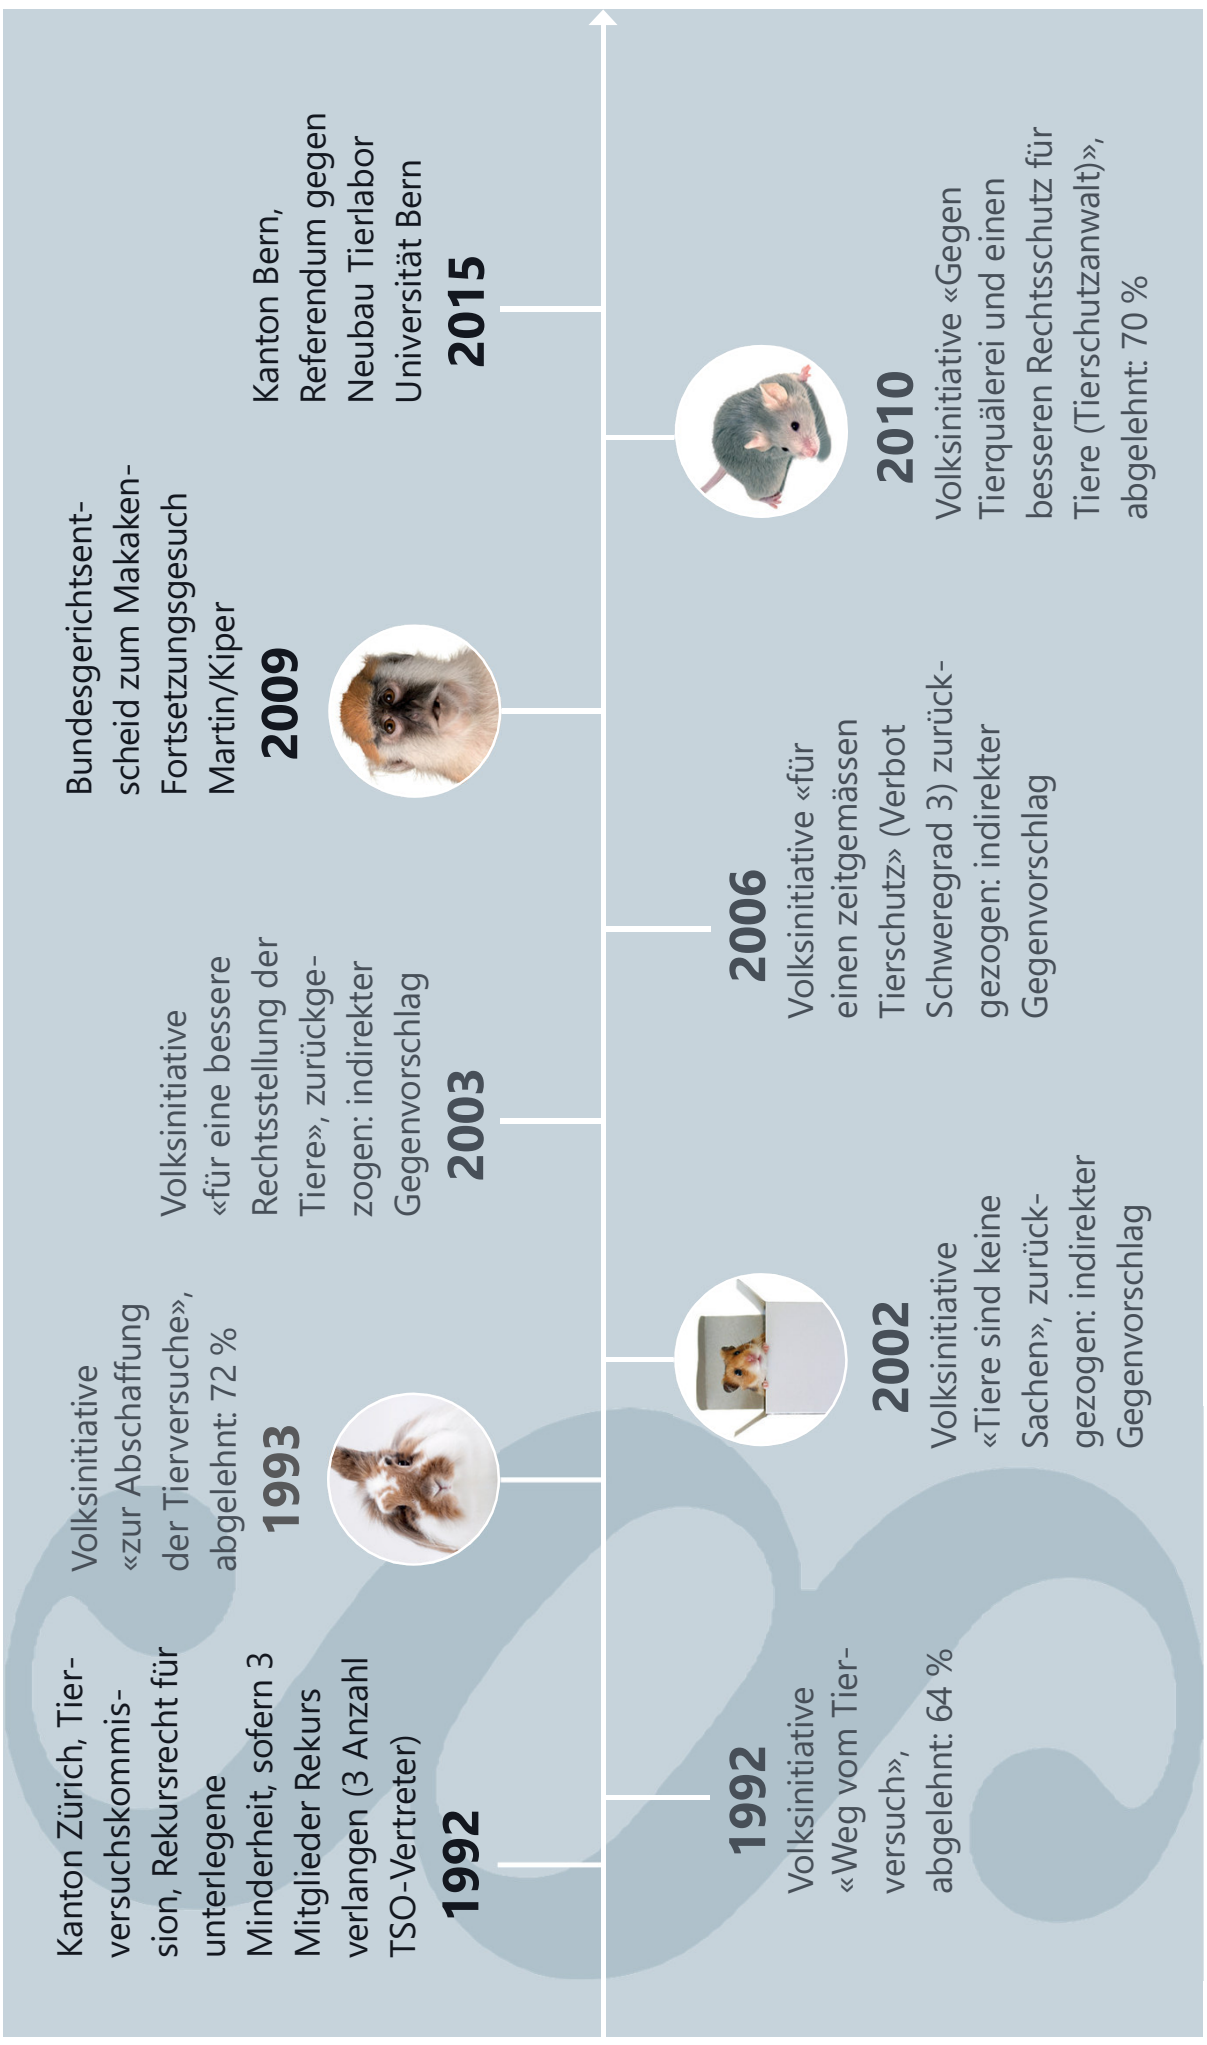 Kanton Zürich, Tier-
versuchskommis-
sion, Rekursrecht für
unterlegene
Minderheit, sofern 3
Mitglieder Rekurs
verlangen (3 Anzahl
TSO-Vertreter)
1992
Volksinitiative
«Weg vom Tier-
versuch»,
abgelehnt: 64 %
1992
Volksinitiative
«zur Abschaffung
der Tierversuche»,
abgelehnt: 72 %
1993
2002
Volksinitiative
«Tiere sind keine
Sachen», zurück-
gezogen: indirekter
Gegenvorschlag
Volksinitiative
«für eine bessere
Rechtsstellung der
Tiere», zurückge-
zogen: indirekter
Gegenvorschlag
2003
2006
Volksinitiative «für
einen zeitgemässen
Tierschutz» (Verbot
Schweregrad 3) zurück-
gezogen: indirekter
Gegenvorschlag
Bundesgerichtsent-
scheid zum Makaken-
Fortsetzungsgesuch
Martin/Kiper
2009
2010
Volksinitiative «Gegen
Tierquälerei und einen
besseren Rechtsschutz für
Tiere (Tierschutzanwalt)»,
abgelehnt: 70 %
Kanton Bern,
Referendum gegen
Neubau Tierlabor
Universität Bern
2015